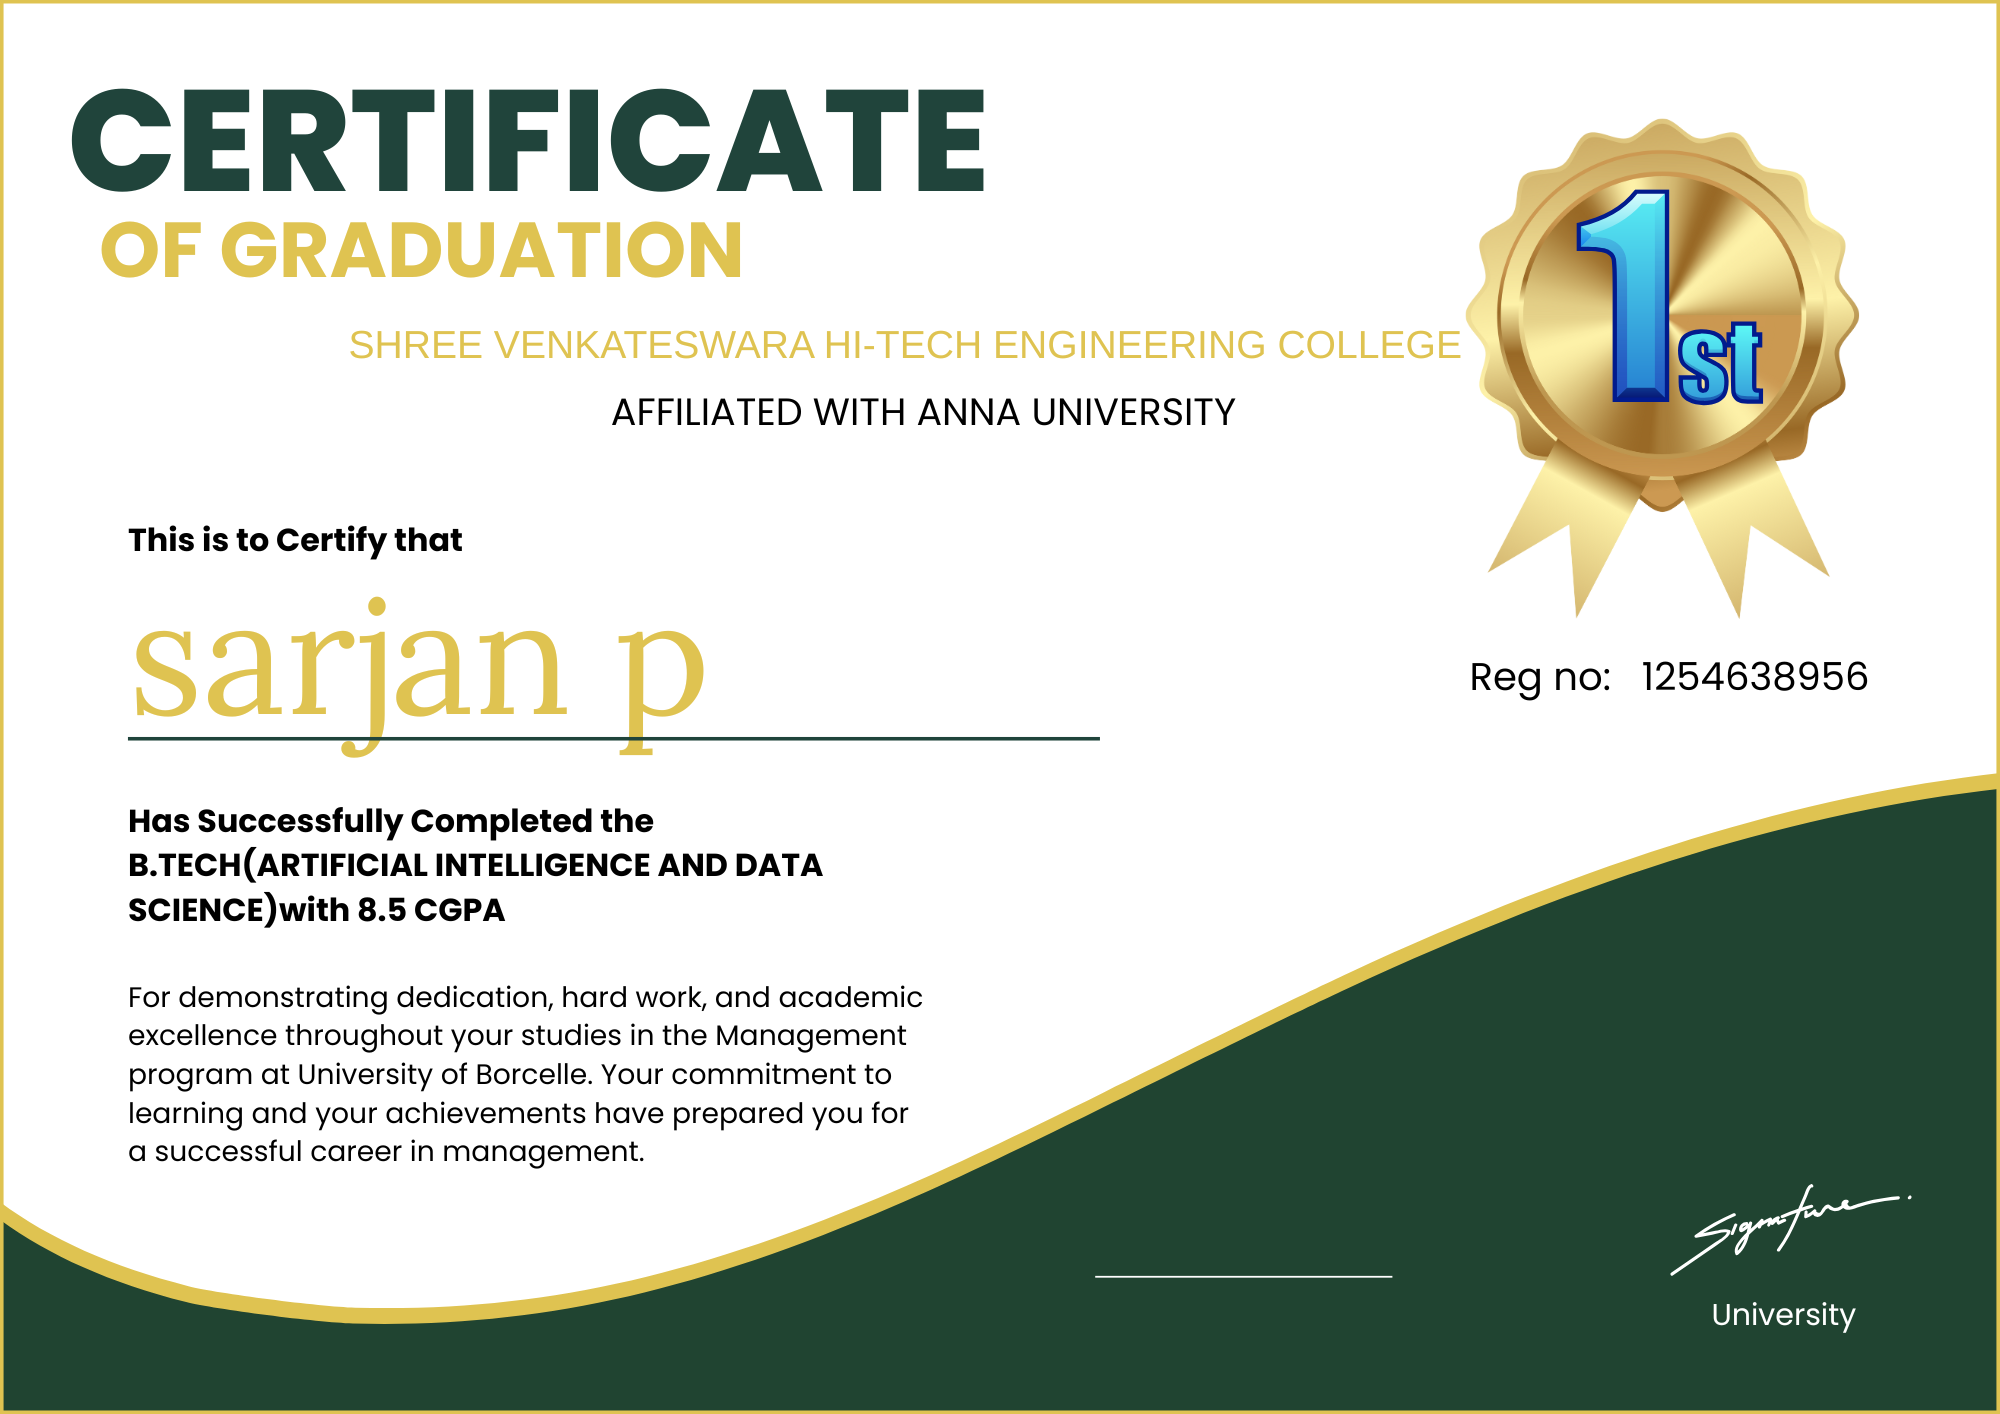 CERTIFICATE
OF GRADUATION
SHREE VENKATESWARA HI-TECH ENGINEERING COLLEGE
AFFILIATED WITH ANNA UNIVERSITY
1st
This is to Certify that
sarjan p
Reg no: 1254638956
Has Successfully Completed the
B.TECH(ARTIFICIAL INTELLIGENCE AND DATA
SCIENCE)with 8.5 CGPA
For demonstrating dedication, hard work, and academic
excellence throughout your studies in the Management
program at University of Borcelle. Your commitment to
learning and your achievements have prepared you for
a successful career in management.
Signature
University